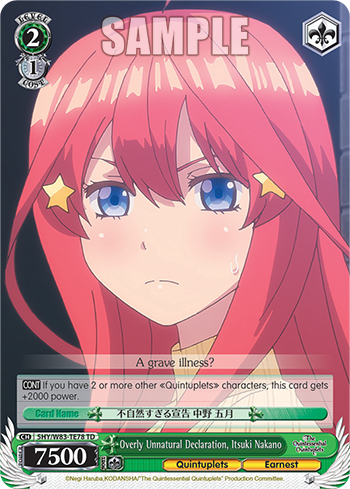 SAMPLE
LEVEL
2
1
COST
A grave illness?
CONT If you have 2 or more other «Quintuplets» characters, this card gets
+2000 power.
Card Name 不自然すぎる宣告 中野 五月
CH 5HY/W83-TE78 TD
Overly Unnatural Declaration, Itsuki Nakano
POWER 7500
Quintuplets Earnest
The Quintessential Quintuplets
©Negi Haruba,KODANSHA/"The Quintessential Quintuplets" Production Committee.